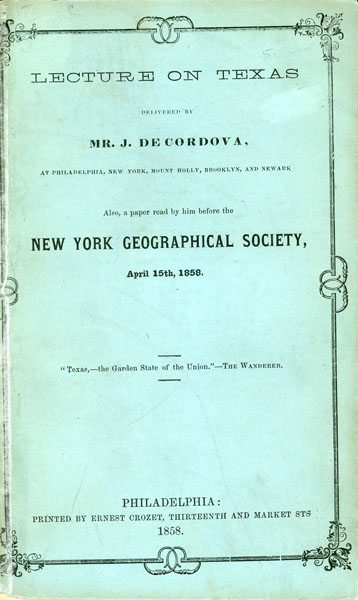 LECTURE ON TEXAS
DELIVERED BY
MR. J. DE CORDOVA,
AT PHILADELPHIA, NEW YORK, MOUNT HOLLY, BROOKLYN, AND NEWARK
Also, a paper read by him before the
NEW YORK GEOGRAPHICAL SOCIETY,
April 15th, 1858.
"Texas,—the Garden State of the Union."—THE WANDERER.
PHILADELPHIA:
PRINTED BY ERNEST CROZET, THIRTEENTH AND MARKET STS
1858.